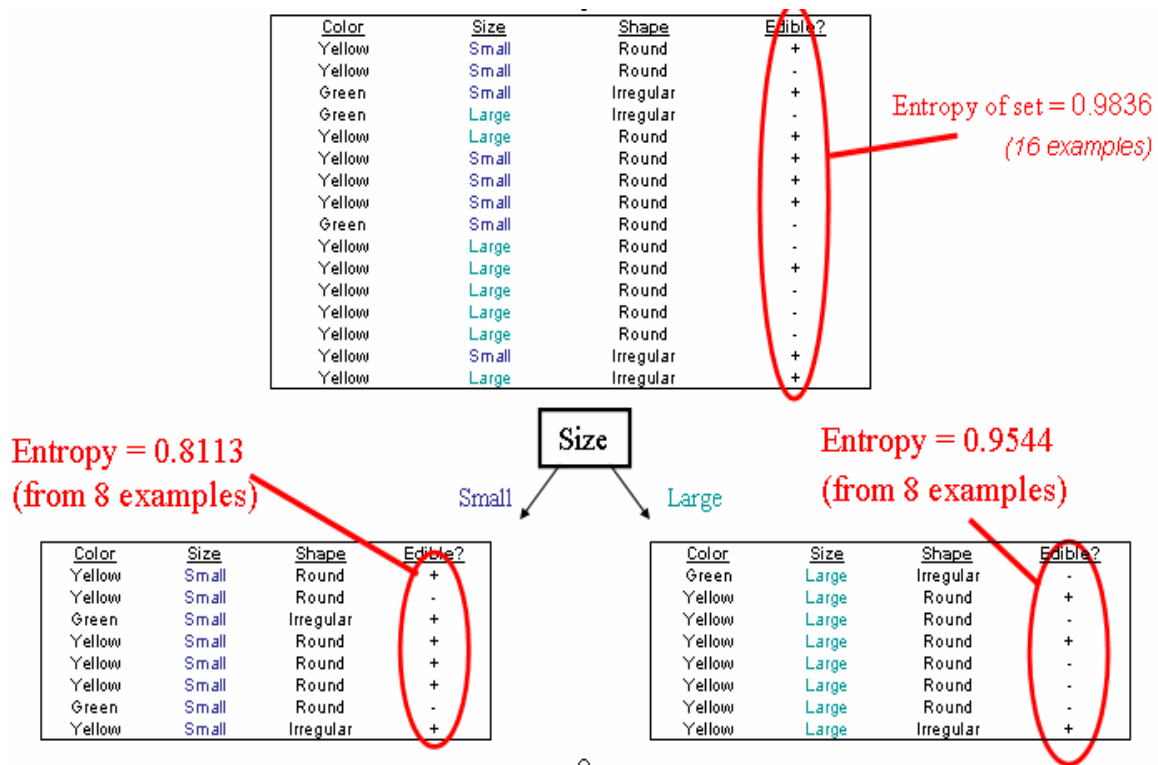 Color Size Shape Edible?
Yellow Small Round +
Yellow Small Round -
Green Small Irregular +
Green Large Irregular -
Yellow Large Round +
Yellow Small Round +
Yellow Small Round +
Yellow Small Round +
Green Small Round -
Yellow Large Round -
Yellow Large Round +
Yellow Large Round -
Yellow Large Round -
Yellow Large Round -
Yellow Small Irregular +
Yellow Large Irregular +
Entropy of set = 0.9836
(16 examples)
Size
Small
Large
Entropy = 0.8113
(from 8 examples)
Entropy = 0.9544
(from 8 examples)
Color Size Shape Edible?
Yellow Small Round +
Yellow Small Round -
Green Small Irregular +
Yellow Small Round +
Yellow Small Round +
Yellow Small Round +
Green Small Round -
Yellow Small Irregular +
Color Size Shape Edible?
Green Large Irregular -
Yellow Large Round +
Yellow Large Round -
Yellow Large Round +
Yellow Large Round -
Yellow Large Round -
Yellow Large Round -
Yellow Large Irregular +